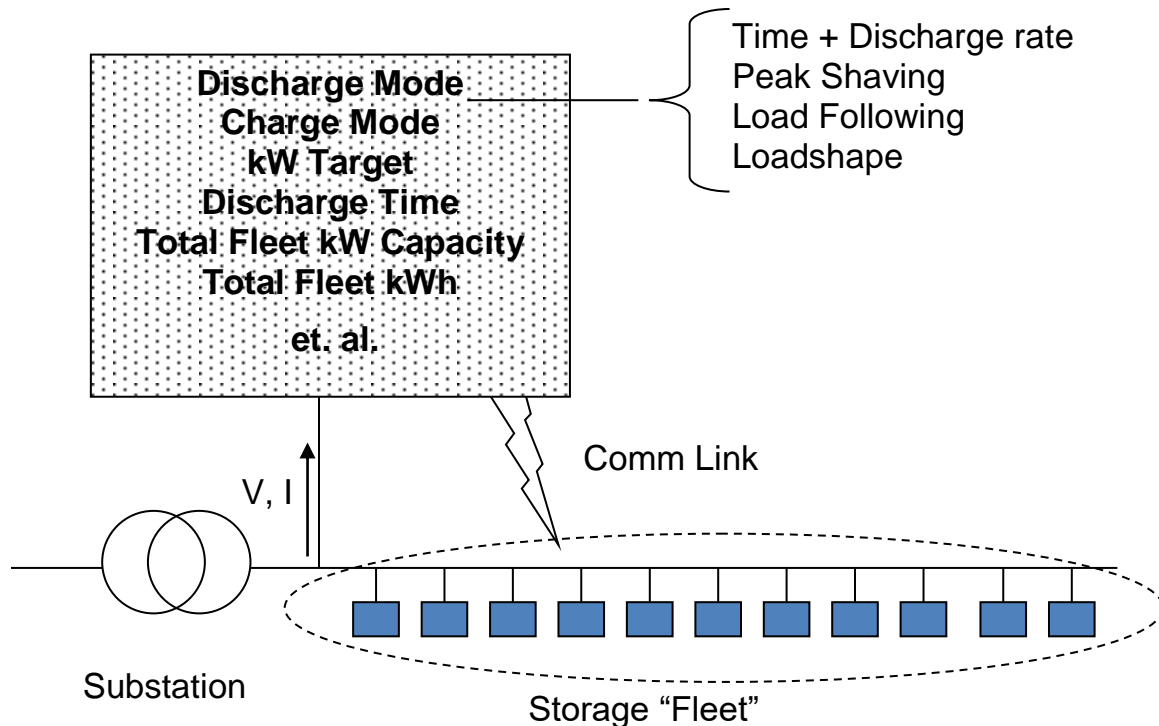 Discharge Mode
Charge Mode
kW Target
Discharge Time
Total Fleet kW Capacity
Total Fleet kWh
et. al.
Time + Discharge rate
Peak Shaving
Load Following
Loadshape
Comm Link
V, I
Substation
Storage “Fleet”